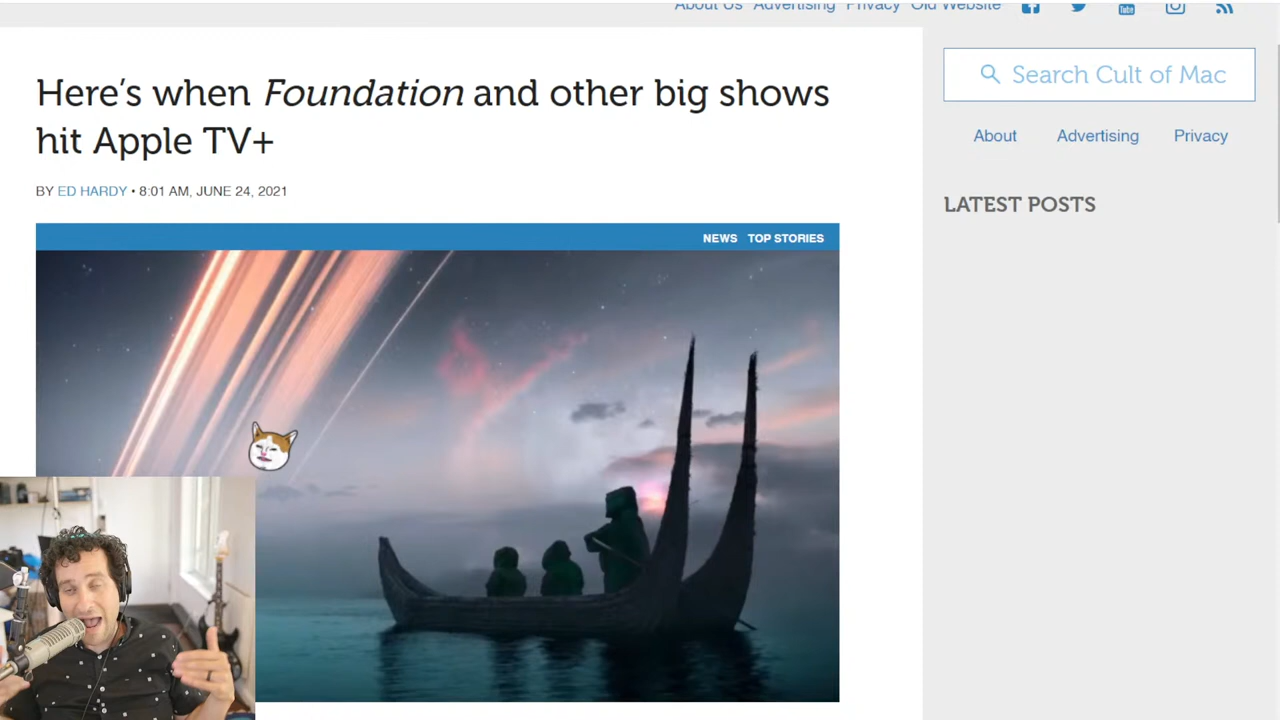 About Us Advertising Privacy Old Website
Here's when Foundation and other big shows
hit Apple TV+
BY ED HARDY • 8:01 AM, JUNE 24, 2021
NEWS TOP STORIES
Search Cult of Mac
About Advertising Privacy
LATEST POSTS